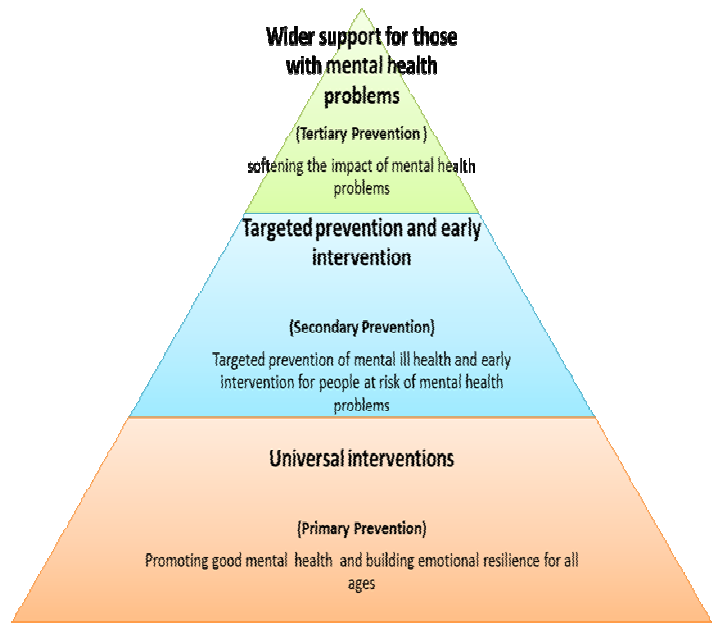 Wider support for those
with mental health
problems
(Tertiary Prevention )
softening the impact of mental health
problems
Targeted prevention and early
intervention
(Secondary Prevention)
Targeted prevention of mental ill health and early
intervention for people at risk of mental health
problems
Universal interventions
(Primary Prevention)
Promoting good mental health and building emotional resilience for all
ages